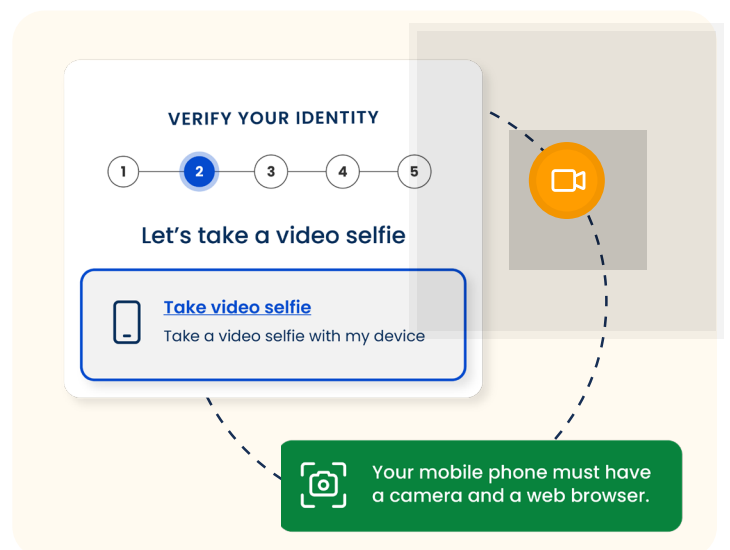 VERIFY YOUR IDENTITY
1 2 3 4 5
Let’s take a video selfie
Take video selfie
Take a video selfie with my device
Your mobile phone must have
a camera and a web browser.